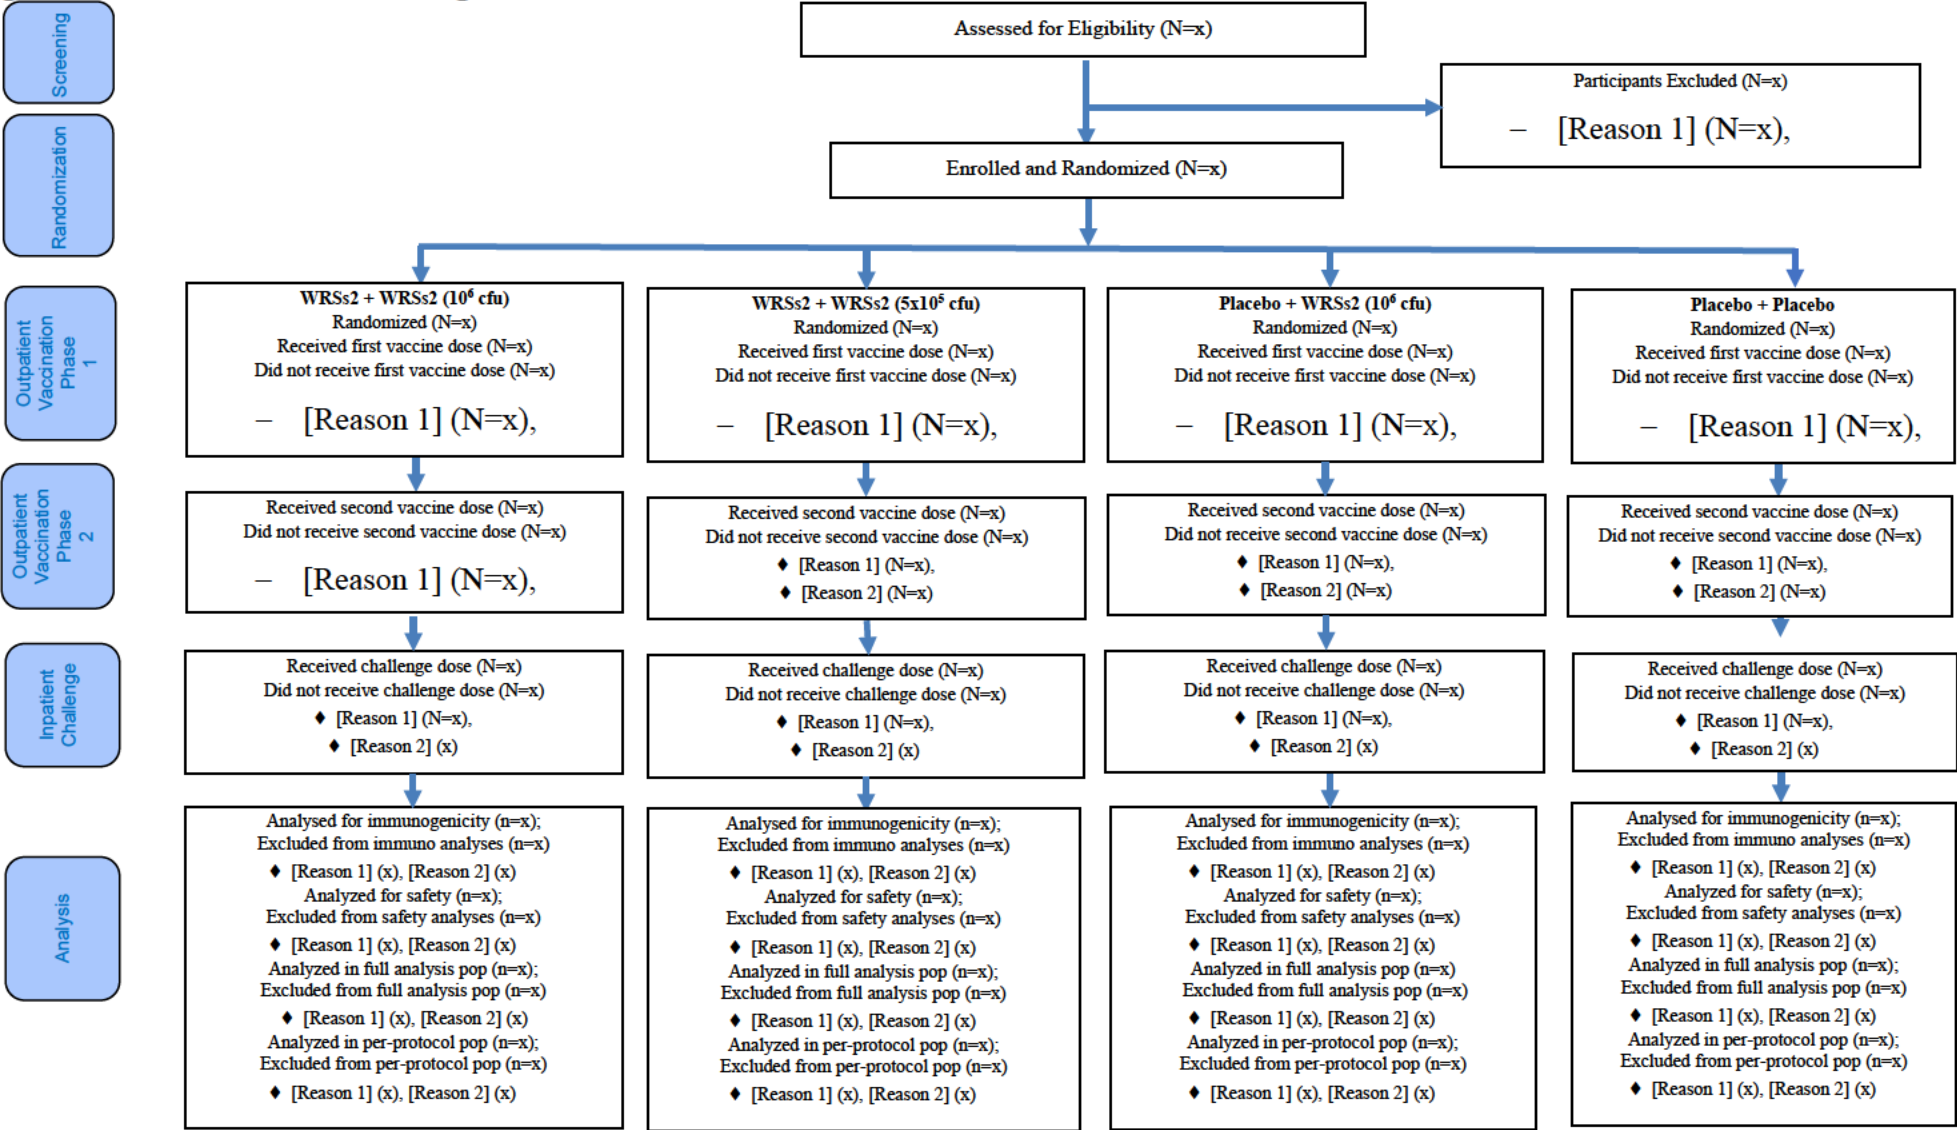 Screening
Assessed for Eligibility (N=x)
Participants Excluded (N=x)
– [Reason 1] (N=x),
Randomization
Enrolled and Randomized (N=x)
Outpatient
Vaccination
Phase
1
WRSs2 + WRSs2 (10⁶ cfu)
Randomized (N=x)
Received first vaccine dose (N=x)
Did not receive first vaccine dose (N=x)
– [Reason 1] (N=x),
WRSs2 + WRSs2 (5x10⁵ cfu)
Randomized (N=x)
Received first vaccine dose (N=x)
Did not receive first vaccine dose (N=x)
– [Reason 1] (N=x),
Placebo + WRSs2 (10⁶ cfu)
Randomized (N=x)
Received first vaccine dose (N=x)
Did not receive first vaccine dose (N=x)
– [Reason 1] (N=x),
Placebo + Placebo
Randomized (N=x)
Received first vaccine dose (N=x)
Did not receive first vaccine dose (N=x)
– [Reason 1] (N=x),
Outpatient
Vaccination
Phase
2
Received second vaccine dose (N=x)
Did not receive second vaccine dose (N=x)
– [Reason 1] (N=x),
Received second vaccine dose (N=x)
Did not receive second vaccine dose (N=x)
♦ [Reason 1] (N=x),
♦ [Reason 2] (N=x)
Received second vaccine dose (N=x)
Did not receive second vaccine dose (N=x)
♦ [Reason 1] (N=x),
♦ [Reason 2] (N=x)
Received second vaccine dose (N=x)
Did not receive second vaccine dose (N=x)
♦ [Reason 1] (N=x),
♦ [Reason 2] (N=x)
Inpatient
Challenge
Received challenge dose (N=x)
Did not receive challenge dose (N=x)
♦ [Reason 1] (N=x),
♦ [Reason 2] (x)
Received challenge dose (N=x)
Did not receive challenge dose (N=x)
♦ [Reason 1] (N=x),
♦ [Reason 2] (x)
Received challenge dose (N=x)
Did not receive challenge dose (N=x)
♦ [Reason 1] (N=x),
♦ [Reason 2] (x)
Received challenge dose (N=x)
Did not receive challenge dose (N=x)
♦ [Reason 1] (N=x),
♦ [Reason 2] (x)
Analysis
Analysed for immunogenicity (n=x);
Excluded from immuno analyses (n=x)
♦ [Reason 1] (x), [Reason 2] (x)
Analyzed for safety (n=x);
Excluded from safety analyses (n=x)
♦ [Reason 1] (x), [Reason 2] (x)
Analyzed in full analysis pop (n=x);
Excluded from full analysis pop (n=x)
♦ [Reason 1] (x), [Reason 2] (x)
Analyzed in per-protocol pop (n=x);
Excluded from per-protocol pop (n=x)
♦ [Reason 1] (x), [Reason 2] (x)
Analysed for immunogenicity (n=x);
Excluded from immuno analyses (n=x)
♦ [Reason 1] (x), [Reason 2] (x)
Analyzed for safety (n=x);
Excluded from safety analyses (n=x)
♦ [Reason 1] (x), [Reason 2] (x)
Analyzed in full analysis pop (n=x);
Excluded from full analysis pop (n=x)
♦ [Reason 1] (x), [Reason 2] (x)
Analyzed in per-protocol pop (n=x);
Excluded from per-protocol pop (n=x)
♦ [Reason 1] (x), [Reason 2] (x)
Analysed for immunogenicity (n=x);
Excluded from immuno analyses (n=x)
♦ [Reason 1] (x), [Reason 2] (x)
Analyzed for safety (n=x);
Excluded from safety analyses (n=x)
♦ [Reason 1] (x), [Reason 2] (x)
Analyzed in full analysis pop (n=x)
Excluded from full analysis pop (n=x)
♦ [Reason 1] (x), [Reason 2] (x)
Analyzed in per-protocol pop (n=x);
Excluded from per-protocol pop (n=x)
♦ [Reason 1] (x), [Reason 2] (x)
Analysed for immunogenicity (n=x);
Excluded from immuno analyses (n=x)
♦ [Reason 1] (x), [Reason 2] (x)
Analyzed for safety (n=x);
Excluded from safety analyses (n=x)
♦ [Reason 1] (x), [Reason 2] (x)
Analyzed in full analysis pop (n=x);
Excluded from full analysis pop (n=x)
♦ [Reason 1] (x), [Reason 2] (x)
Analyzed in per-protocol pop (n=x);
Excluded from per-protocol pop (n=x)
♦ [Reason 1] (x), [Reason 2] (x)